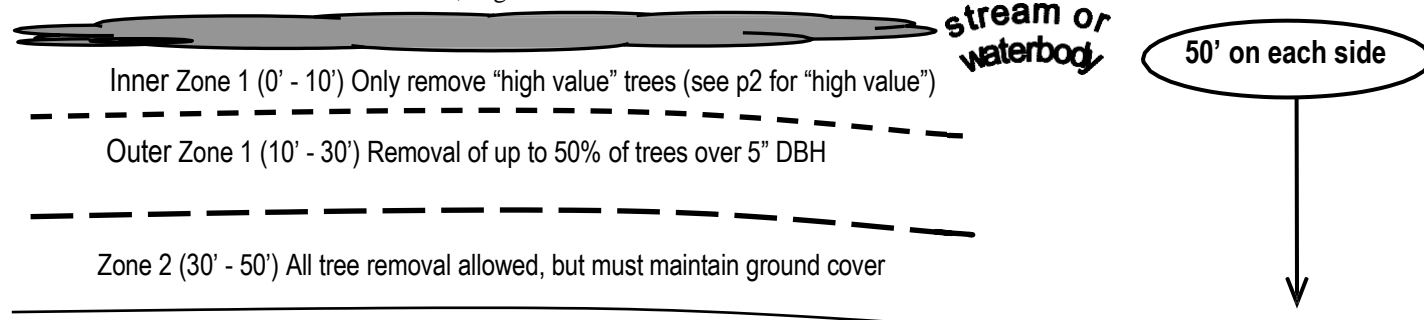 stream or
waterbody
50’ on each side
Inner Zone 1 (0’ - 10’) Only remove “high value” trees (see p2 for “high value”)
Outer Zone 1 (10’ - 30’) Removal of up to 50% of trees over 5” DBH
Zone 2 (30’ - 50’) All tree removal allowed, but must maintain ground cover